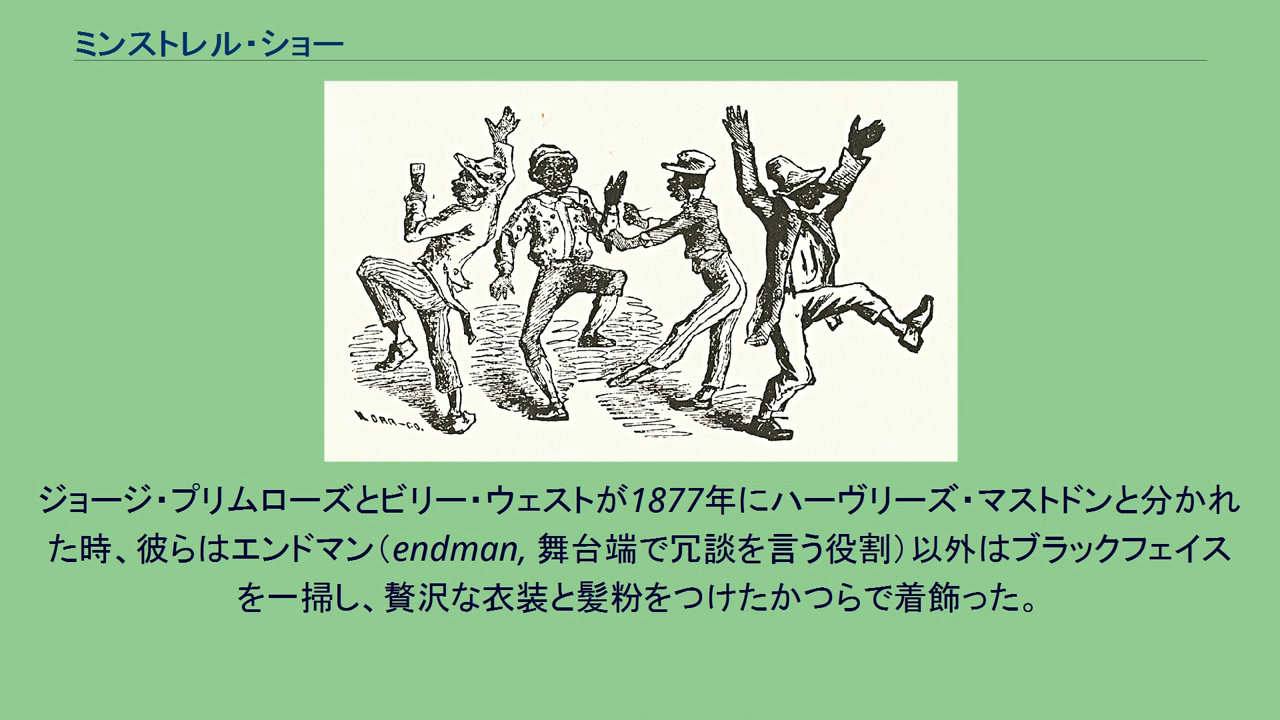 ミンストレル・ショー
N ORR-CO.
ジョージ・プリムローズとビリー・ウェストが1877年にハーヴリーズ・マストドンと分かれ
た時、彼らはエンドマン（endman, 舞台端で冗談を言う役割）以外はブラックフェイス
を一掃し、贅沢な衣装と髪粉をつけたかつらで着飾った。